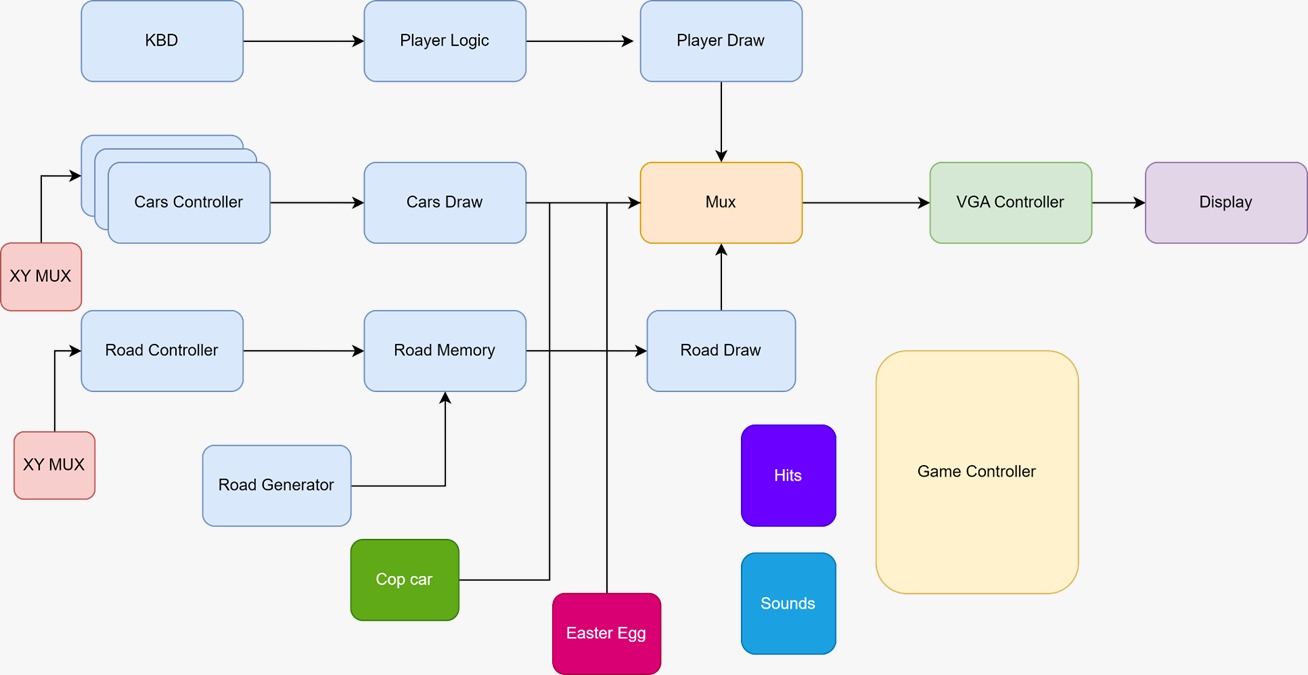 KBD
Player Logic
Player Draw
Cars Controller
Cars Draw
Mux
VGA Controller
Display
XY MUX
Road Controller
Road Memory
Road Draw
XY MUX
Road Generator
Hits
Game Controller
Cop car
Sounds
Easter Egg